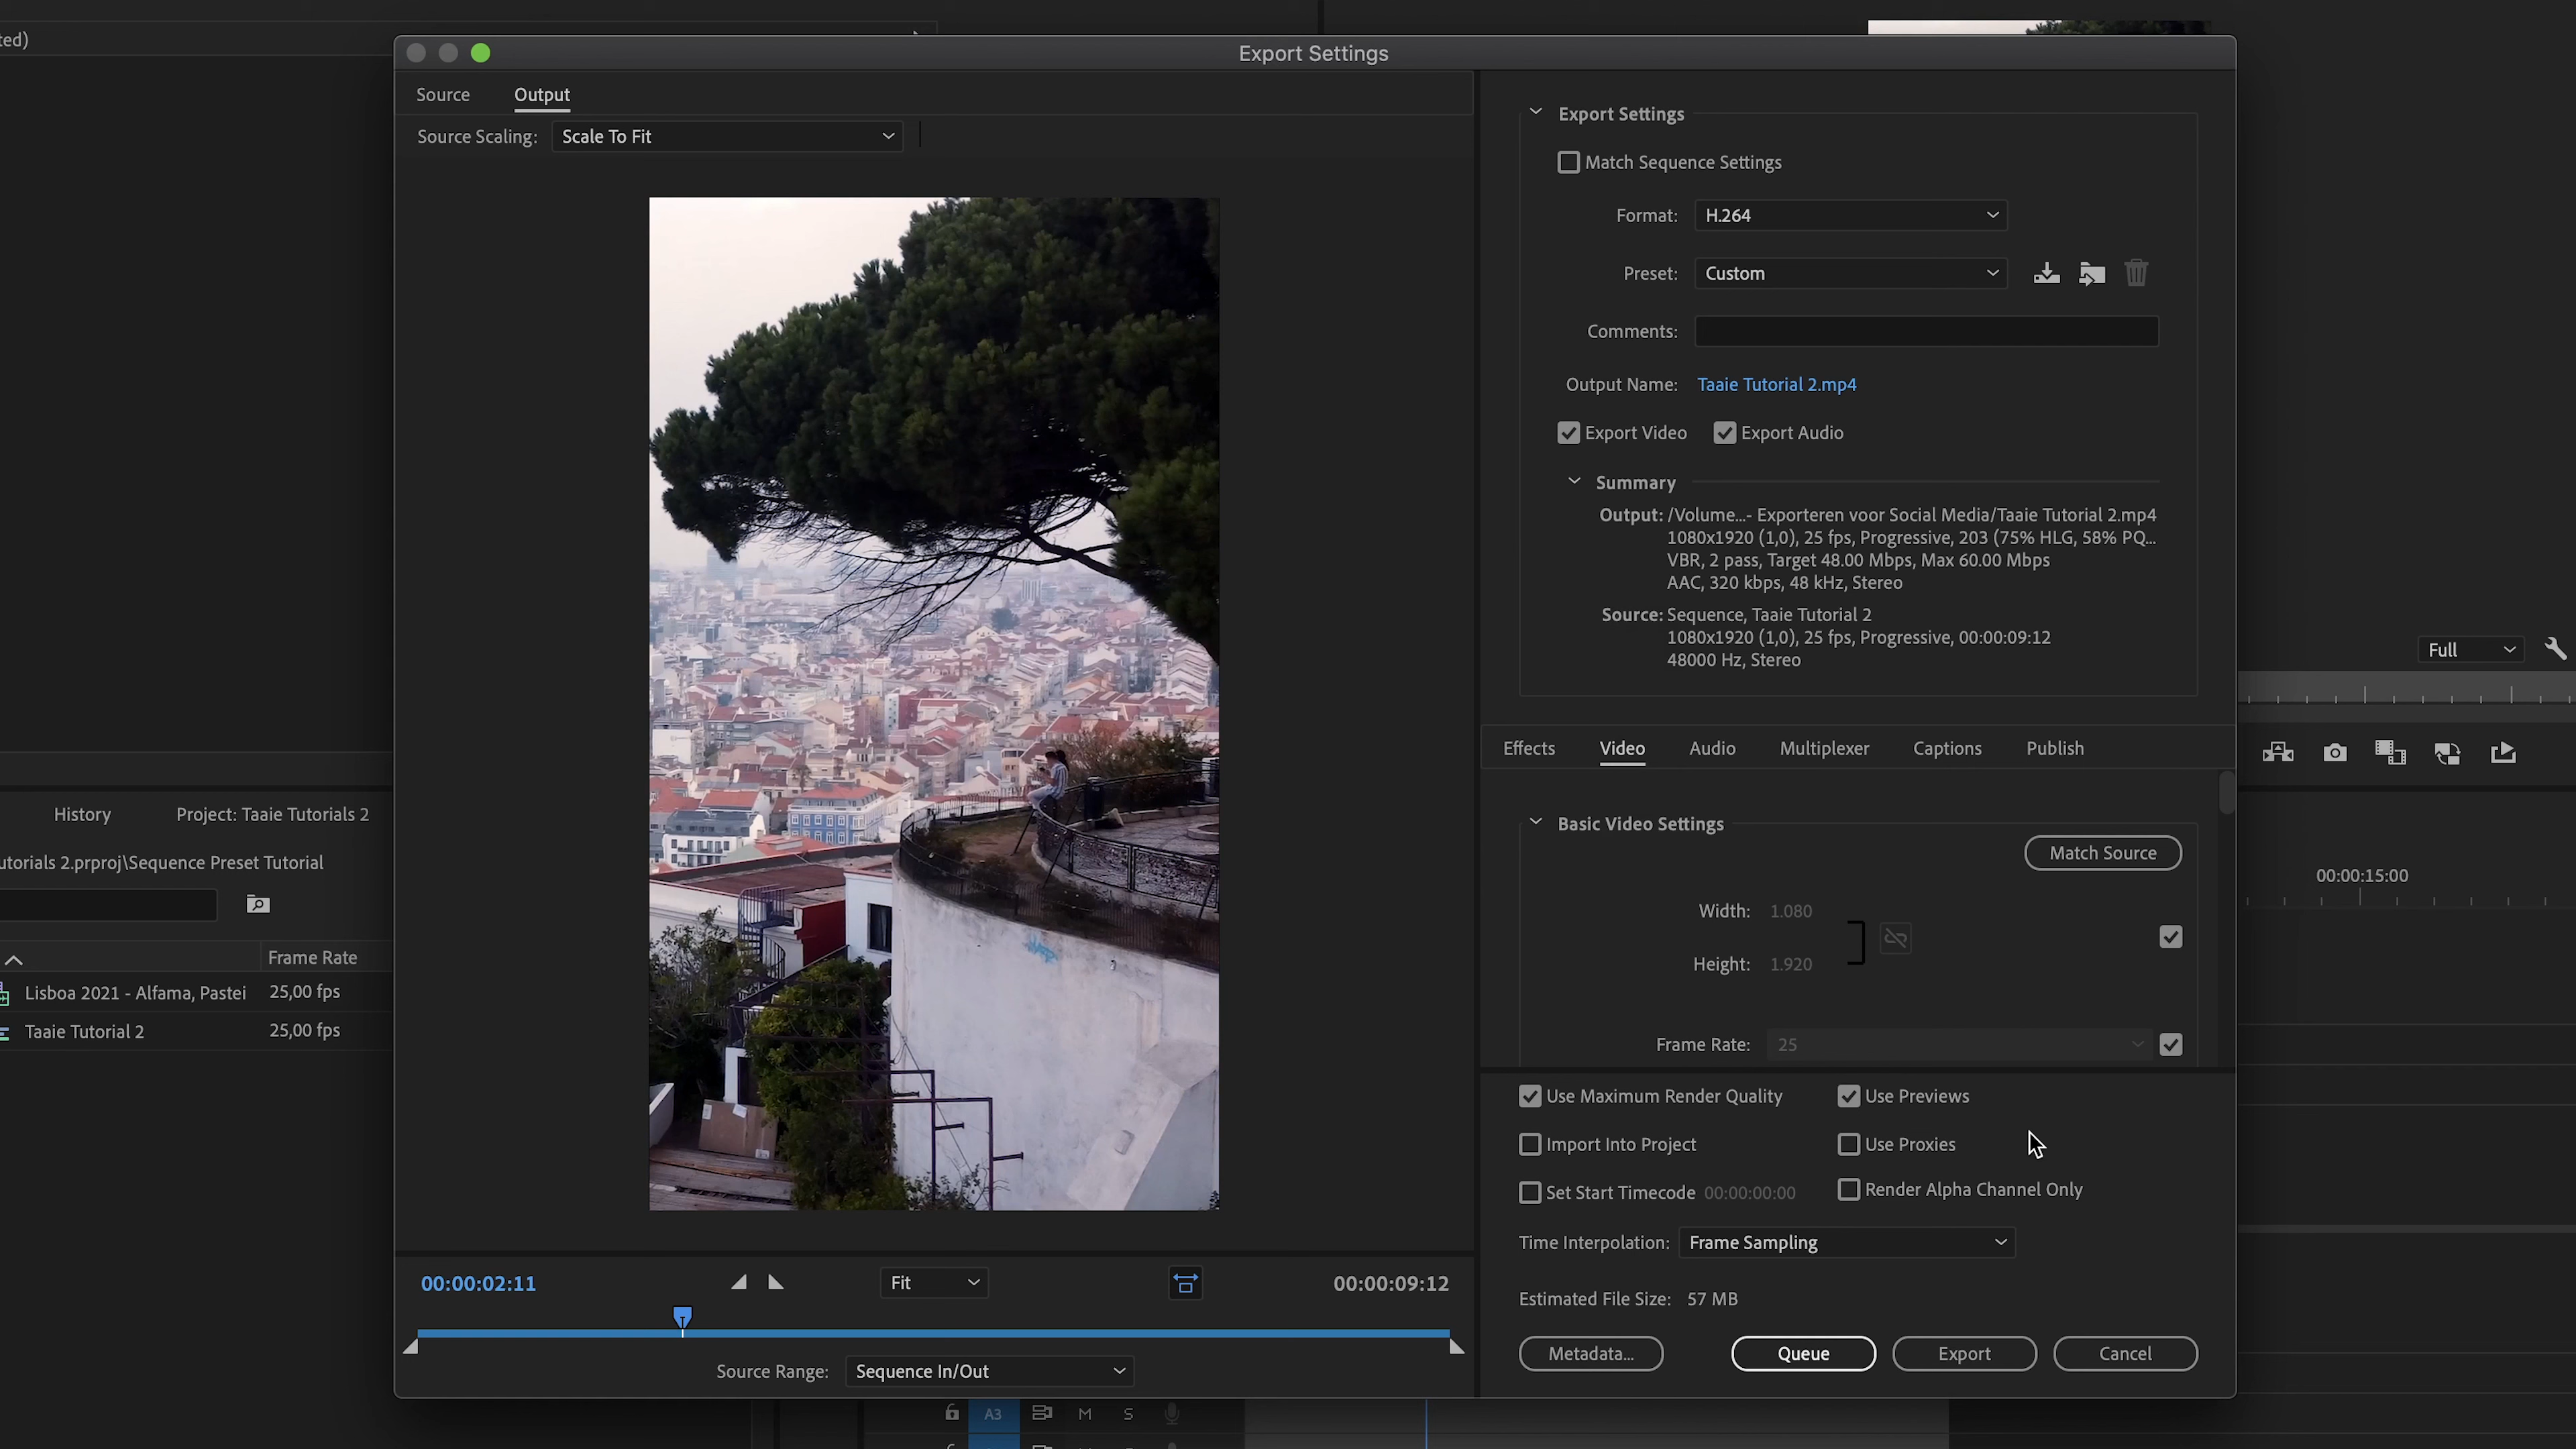 ted)
Export Settings
Source
Output
Source Scaling: Scale To Fit
Export Settings
Match Sequence Settings
Format: H.264
Preset: Custom
Comments:
Output Name: Taaie Tutorial 2.mp4
Export Video Export Audio
Summary
Output: /Volume...- Exporteren voor Social Media/Taaie Tutorial 2.mp4
1080x1920 (1,0), 25 fps, Progressive, 203 (75% HLG, 58% PQ...
VBR, 2 pass, Target 48.00 Mbps, Max 60.00 Mbps
AAC, 320 kbps, 48 kHz, Stereo
Source: Sequence, Taaie Tutorial 2
1080x1920 (1,0), 25 fps, Progressive, 00:00:09:12
48000 Hz, Stereo
Full
Effects Video Audio Multiplexer Captions Publish
Basic Video Settings
Match Source
Width: 1.080
Height: 1.920
Frame Rate: 25
Use Maximum Render Quality Use Previews
Import Into Project Use Proxies
Set Start Timecode 00:00:00:00 Render Alpha Channel Only
Time Interpolation: Frame Sampling
Estimated File Size: 57 MB
Metadata... Queue Export Cancel
00:00:02:11 Fit 00:00:09:12
Source Range: Sequence In/Out
History Project: Taaie Tutorials 2
utorials 2.prproj\Sequence Preset Tutorial
Frame Rate
Lisboa 2021 - Alfama, Pastei 25,00 fps
Taaie Tutorial 2 25,00 fps
00:00:15:00
A3 M S